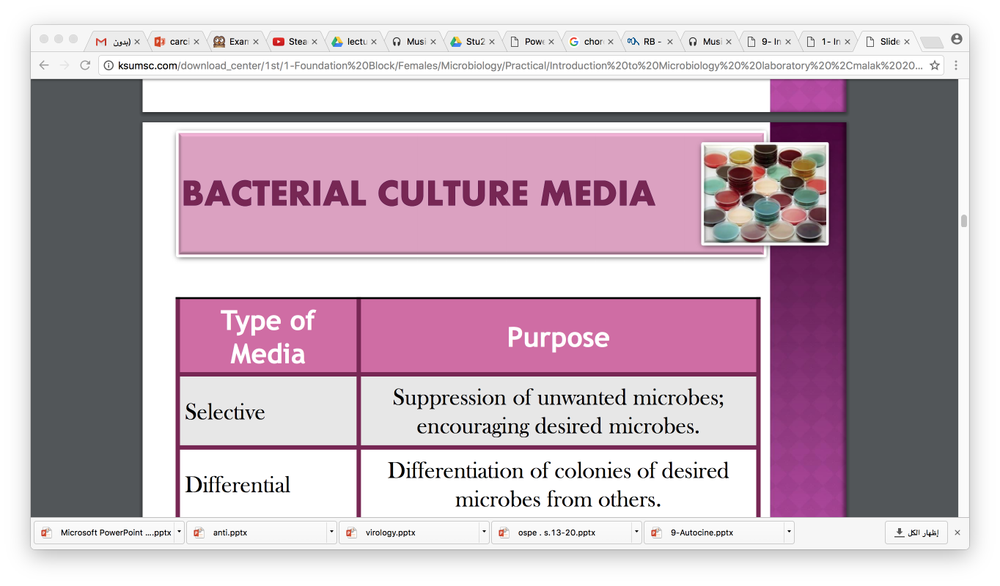 (بدون
carci
Exan
Stea
lectu
Musi
Stu2
Powe
chor
RB -
Musi
9- In
1- In
Slide
ksumsc.com/download_center/1st/1-Foundation%20Block/Females/Microbiology/Practical/Introduction%20to%20Microbiology%20%20laboratory%20%2Cmalak%2020...
BACTERIAL CULTURE MEDIA
Type of
Media
Purpose
Selective
Suppression of unwanted microbes;
encouraging desired microbes.
Differential
Differentiation of colonies of desired
microbes from others.
Microsoft PowerPoint ....pptx
anti.pptx
virology.pptx
ospe . s.13-20.pptx
9-Autocine.pptx
إظهار الكل